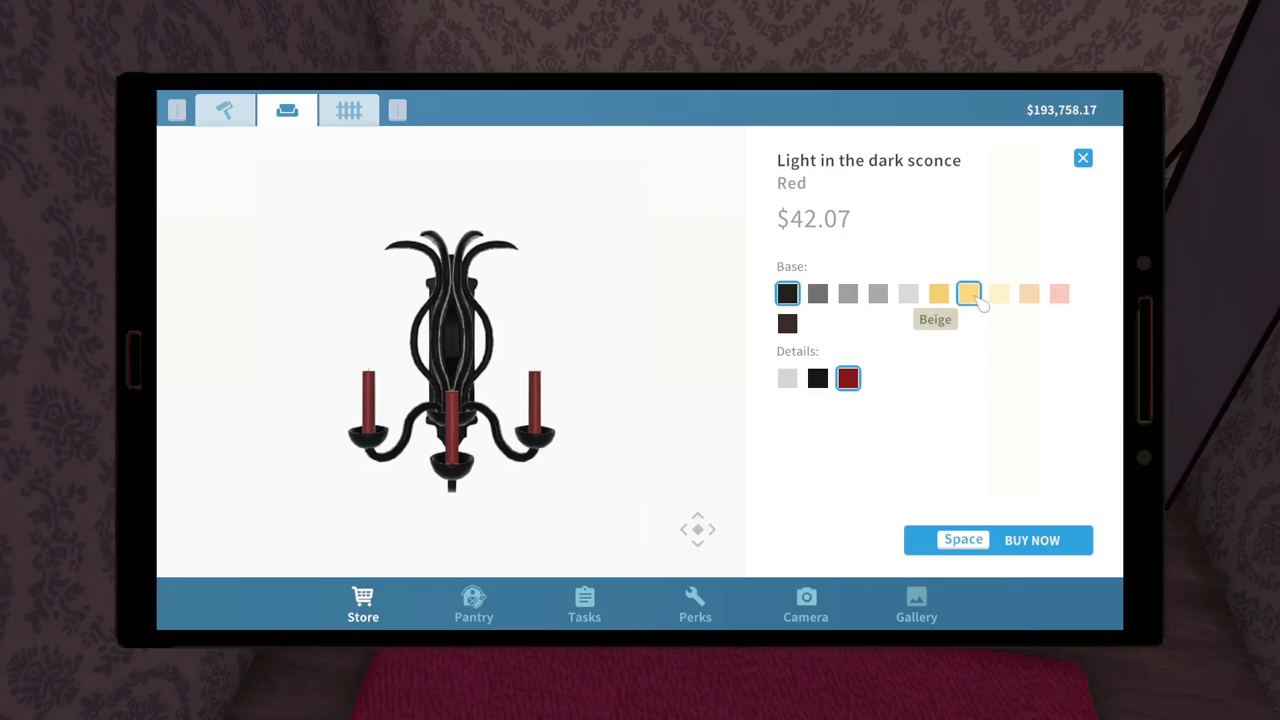 $193,758.17
Light in the dark sconce
Red
$42.07
Base:
Beige
Details:
Space BUY NOW
Store Pantry Tasks Perks Camera Gallery